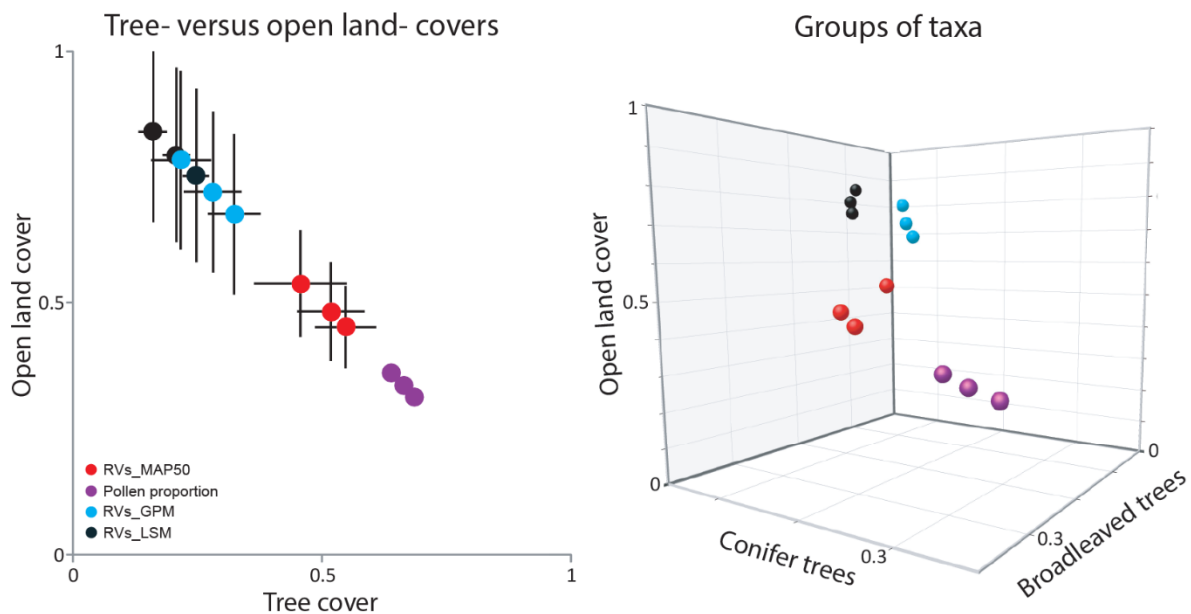 Tree- versus open land- covers
1
0.5
0
Open land cover
RVs_MAP50
Pollen proportion
RVs_GPM
RVs_LSM
0
0.5
1
Tree cover
Groups of taxa
1
0.5
0
Open land cover
Conifer trees
0.3
0.3
0
Broadleaved trees